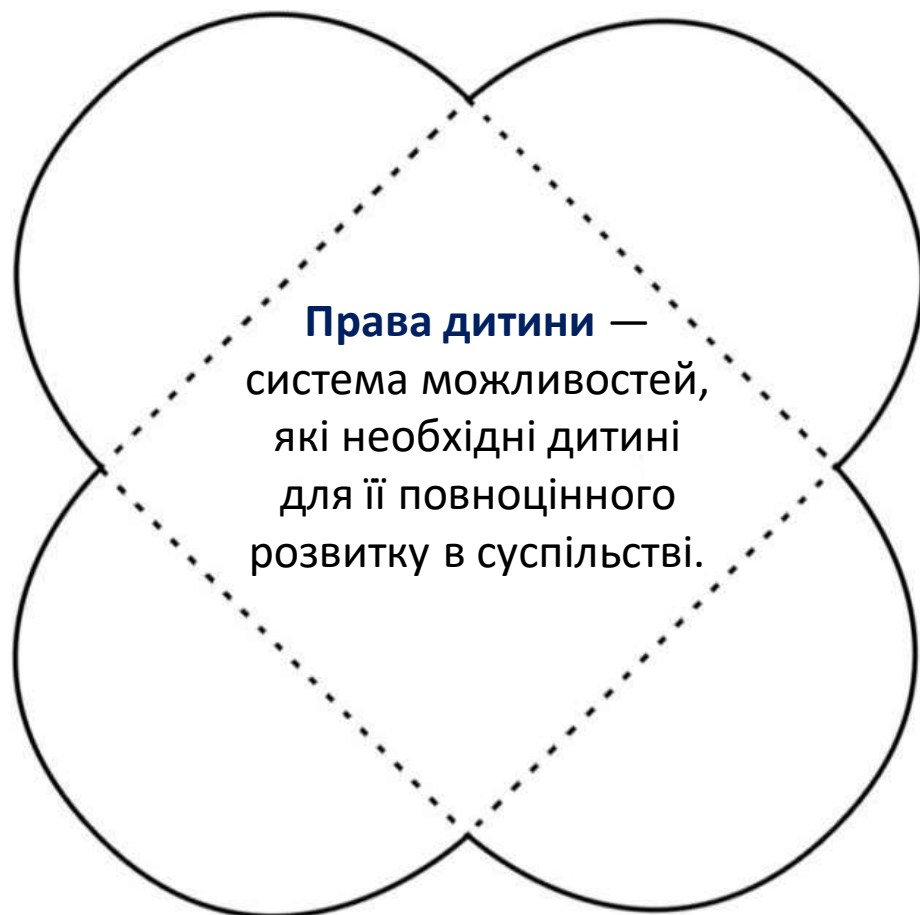 Права дитини —
система можливостей,
які необхідні дитині
для її повноцінного
розвитку в суспільстві.